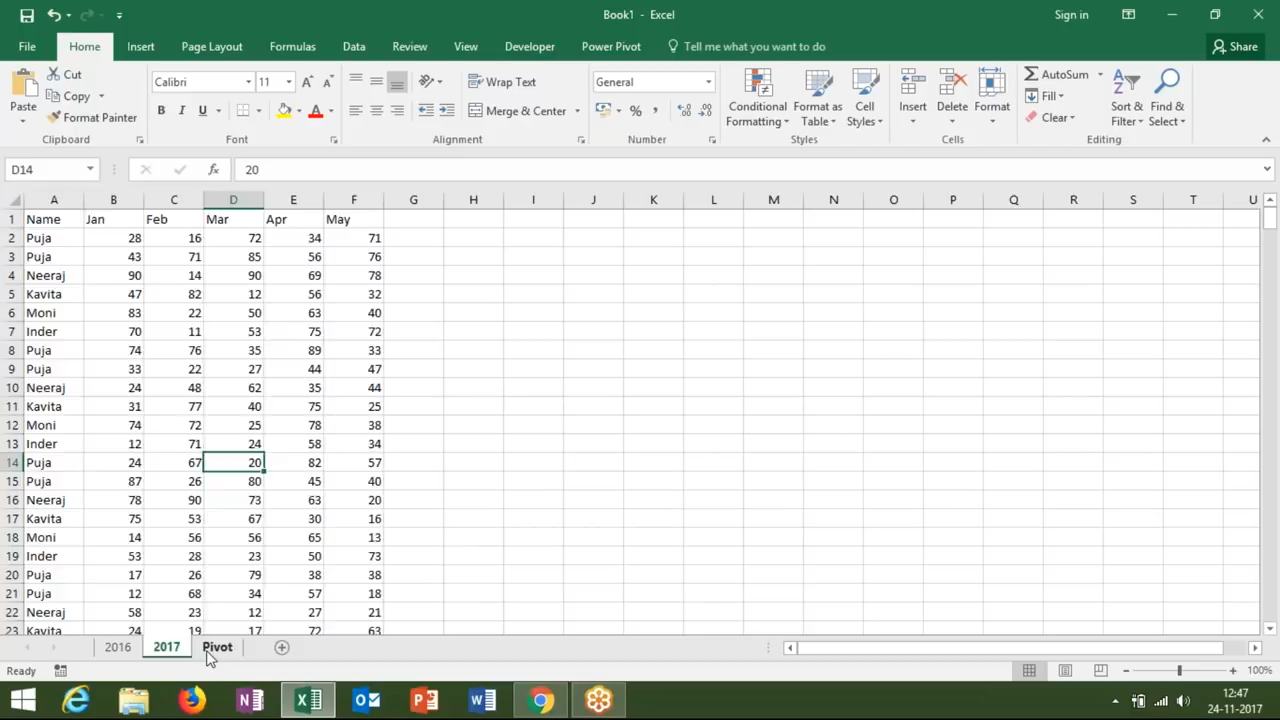 Book1 - Excel
Sign in
File Home Insert Page Layout Formulas Data Review View Developer Power Pivot Tell me what you want to do Share
Paste
Cut
Copy
Format Painter
Clipboard
Calibri 11
B I U A
Font
Wrap Text
Merge & Center
Alignment
General
%
Number
Conditional Formatting
Format as Table
Cell Styles
Styles
Insert Delete Format
Cells
AutoSum
Fill
Clear
Sort & Filter
Find & Select
Editing
D14 fx 20
A B C D E F G H I J K L M N O P Q R S T U
1 Name Jan Feb Mar Apr May
2 Puja 28 16 72 34 71
3 Puja 43 71 85 56 76
4 Neeraj 90 14 90 69 78
5 Kavita 47 82 12 56 32
6 Moni 83 22 50 63 40
7 Inder 70 11 53 75 72
8 Puja 74 76 35 89 33
9 Puja 33 22 27 44 47
10 Neeraj 24 48 62 35 44
11 Kavita 31 77 40 75 25
12 Moni 74 72 25 78 38
13 Inder 12 71 24 58 34
14 Puja 24 67 20 82 57
15 Puja 87 26 80 45 40
16 Neeraj 78 90 73 63 20
17 Kavita 75 53 67 30 16
18 Moni 14 56 56 65 13
19 Inder 53 28 23 50 73
20 Puja 17 26 79 38 38
21 Puja 12 68 34 57 18
22 Neeraj 58 23 12 27 21
23 Kavita 24 19 17 72 63
2016 2017 Pivot
Ready
100%
12:47
24-11-2017